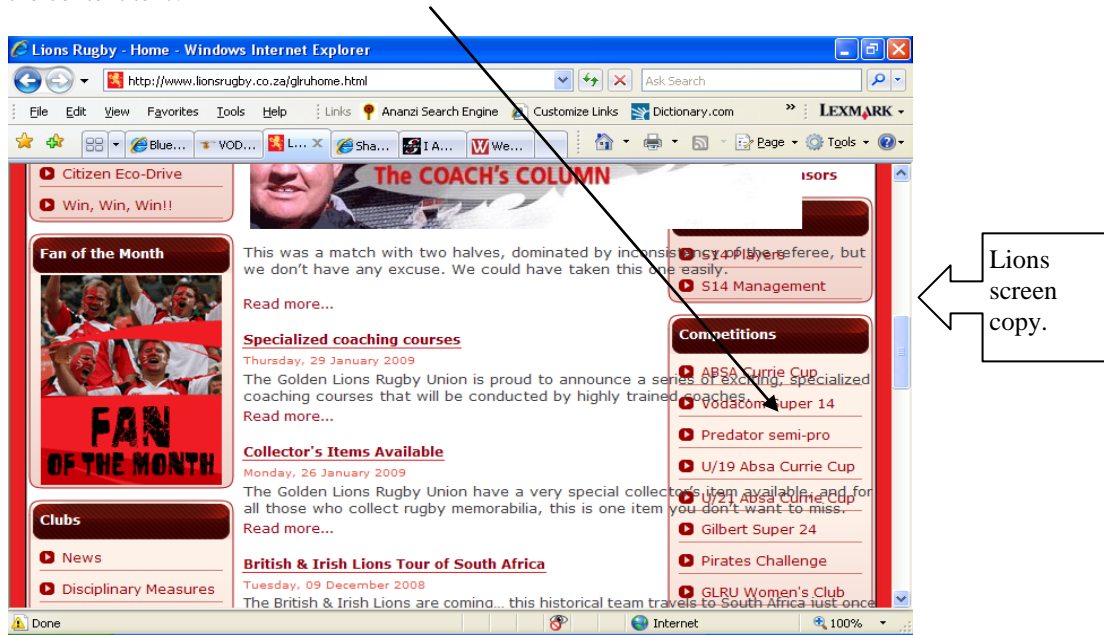 Lions Rugby - Home - Windows Internet Explorer
http://www.lionsrugby.co.za/glruhome.html
Ask Search
File Edit View Favorites Tools Help Links Ananzi Search Engine Customize Links Dictionary.com » LEXMARK
Blue... VOD... L... X Sha... I A... We... Page Tools
Citizen Eco-Drive
Win, Win, Win!!
Fan of the Month
FAN
OF THE MONTH
Clubs
News
Disciplinary Measures
The COACH's COLUMN
This was a match with two halves, dominated by inconsistency of the referee, but
we don't have any excuse. We could have taken this one easily.
Read more...
Specialized coaching courses
Thursday, 29 January 2009
The Golden Lions Rugby Union is proud to announce a series of exciting, specialized
coaching courses that will be conducted by highly trained coaches.
Read more...
Collector's Items Available
Monday, 26 January 2009
The Golden Lions Rugby Union have a very special collector's item available, and for
all those who collect rugby memorabilia, this is one item you don't want to miss.
Read more...
British & Irish Lions Tour of South Africa
Tuesday, 09 December 2008
The British & Irish Lions are coming... this historical team travels to South Africa just once
S14 Players
S14 Management
Competitions
ABSA Currie Cup
Vodacom Super 14
Predator semi-pro
U/19 Absa Currie Cup
U/21 Absa Currie Cup
Gilbert Super 24
Pirates Challenge
GLRU Women's Club
Done Internet 100%
Lions
screen
copy.